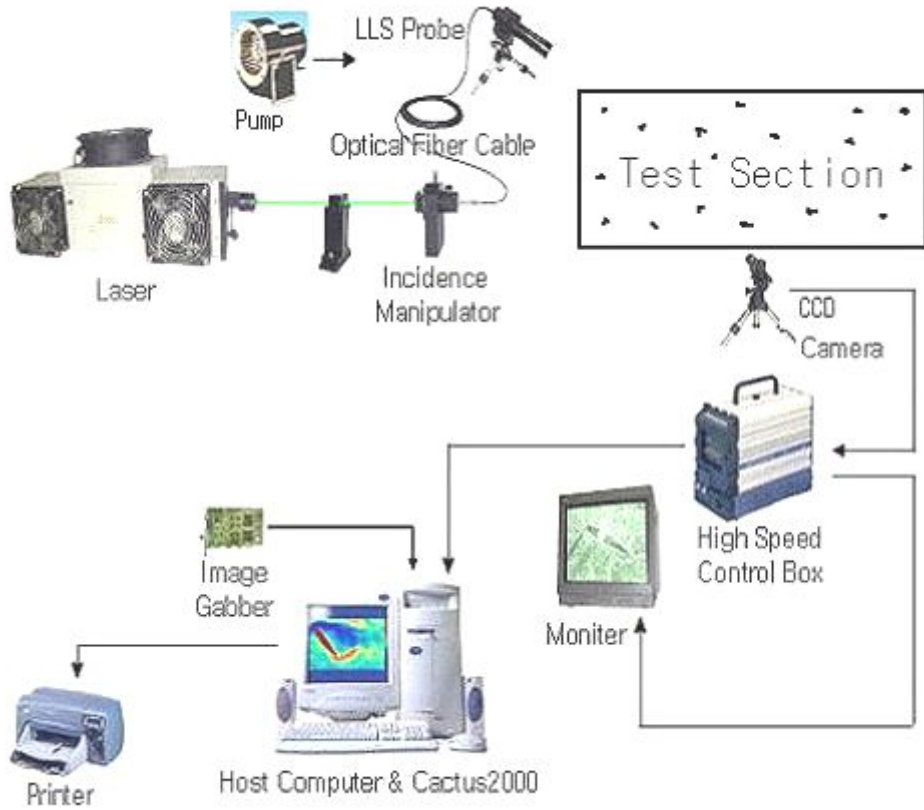 LLS Probe
Pump
Optical Fiber Cable
Test Section
Laser
Incidence
Manipulator
CCD
Camera
High Speed
Control Box
Image
Gabber
Moniter
Host Computer & Cactus2000
Printer